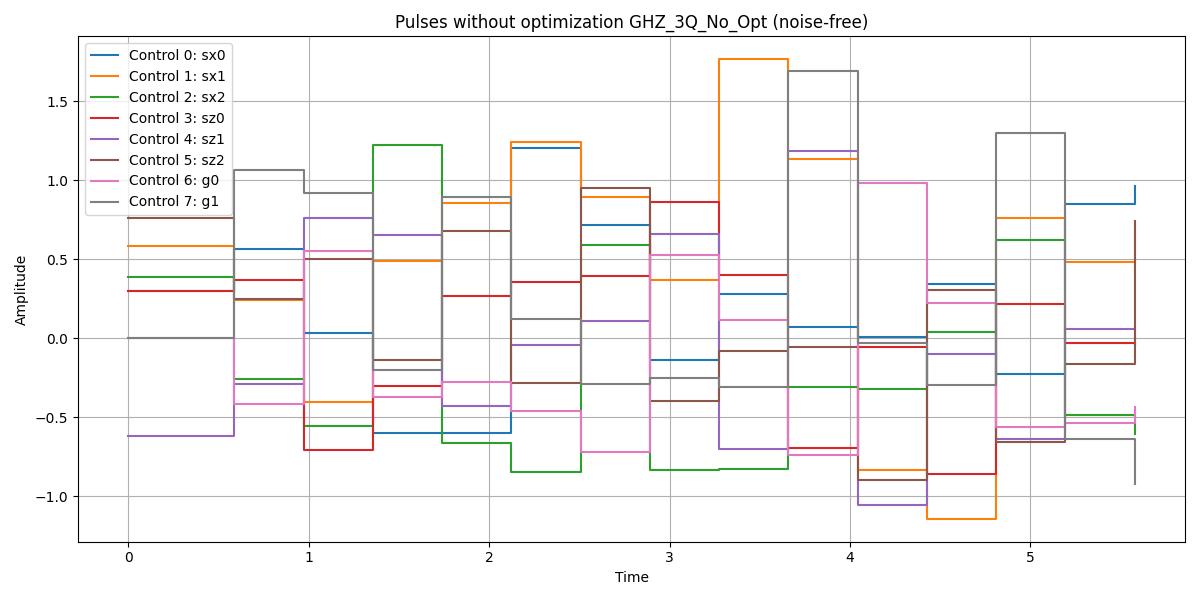 Pulses without optimization GHZ_3Q_No_Opt (noise-free)
Control 0: sx0
Control 1: sx1
Control 2: sx2
Control 3: sz0
Control 4: sz1
Control 5: sz2
Control 6: g0
Control 7: g1
Amplitude
1.5
1.0
0.5
0.0
−0.5
−1.0
0 1 2 3 4 5
Time